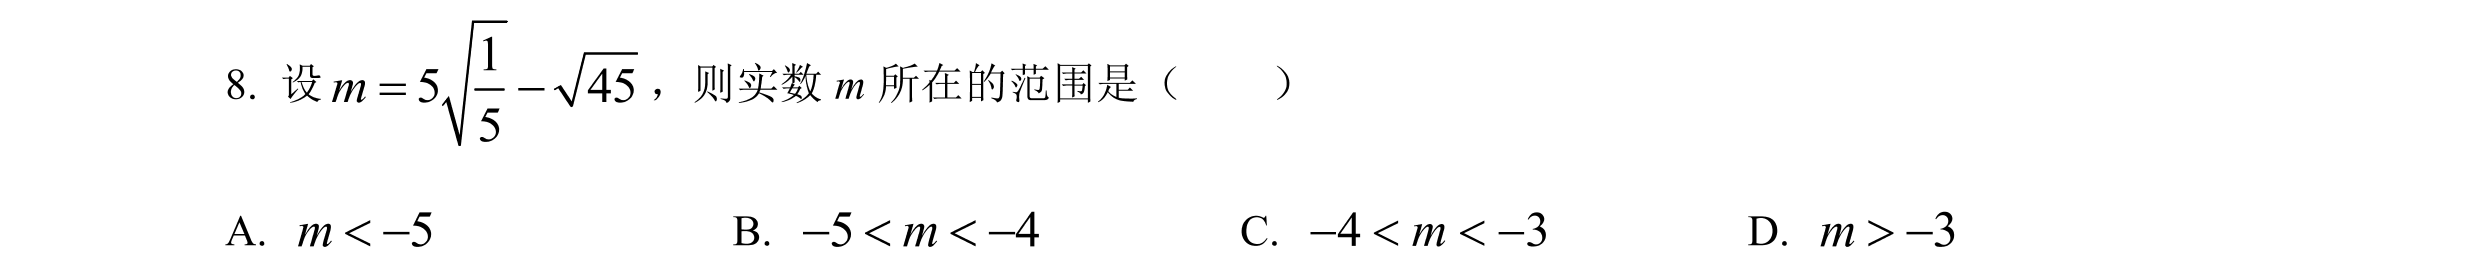 8. 设 $m=5\sqrt{\frac{1}{5}}-\sqrt{45}$，则实数 m 所在的范围是（　　）
A. $m<-5$　　B. $-5<m<-4$　　C. $-4<m<-3$　　D. $m>-3$